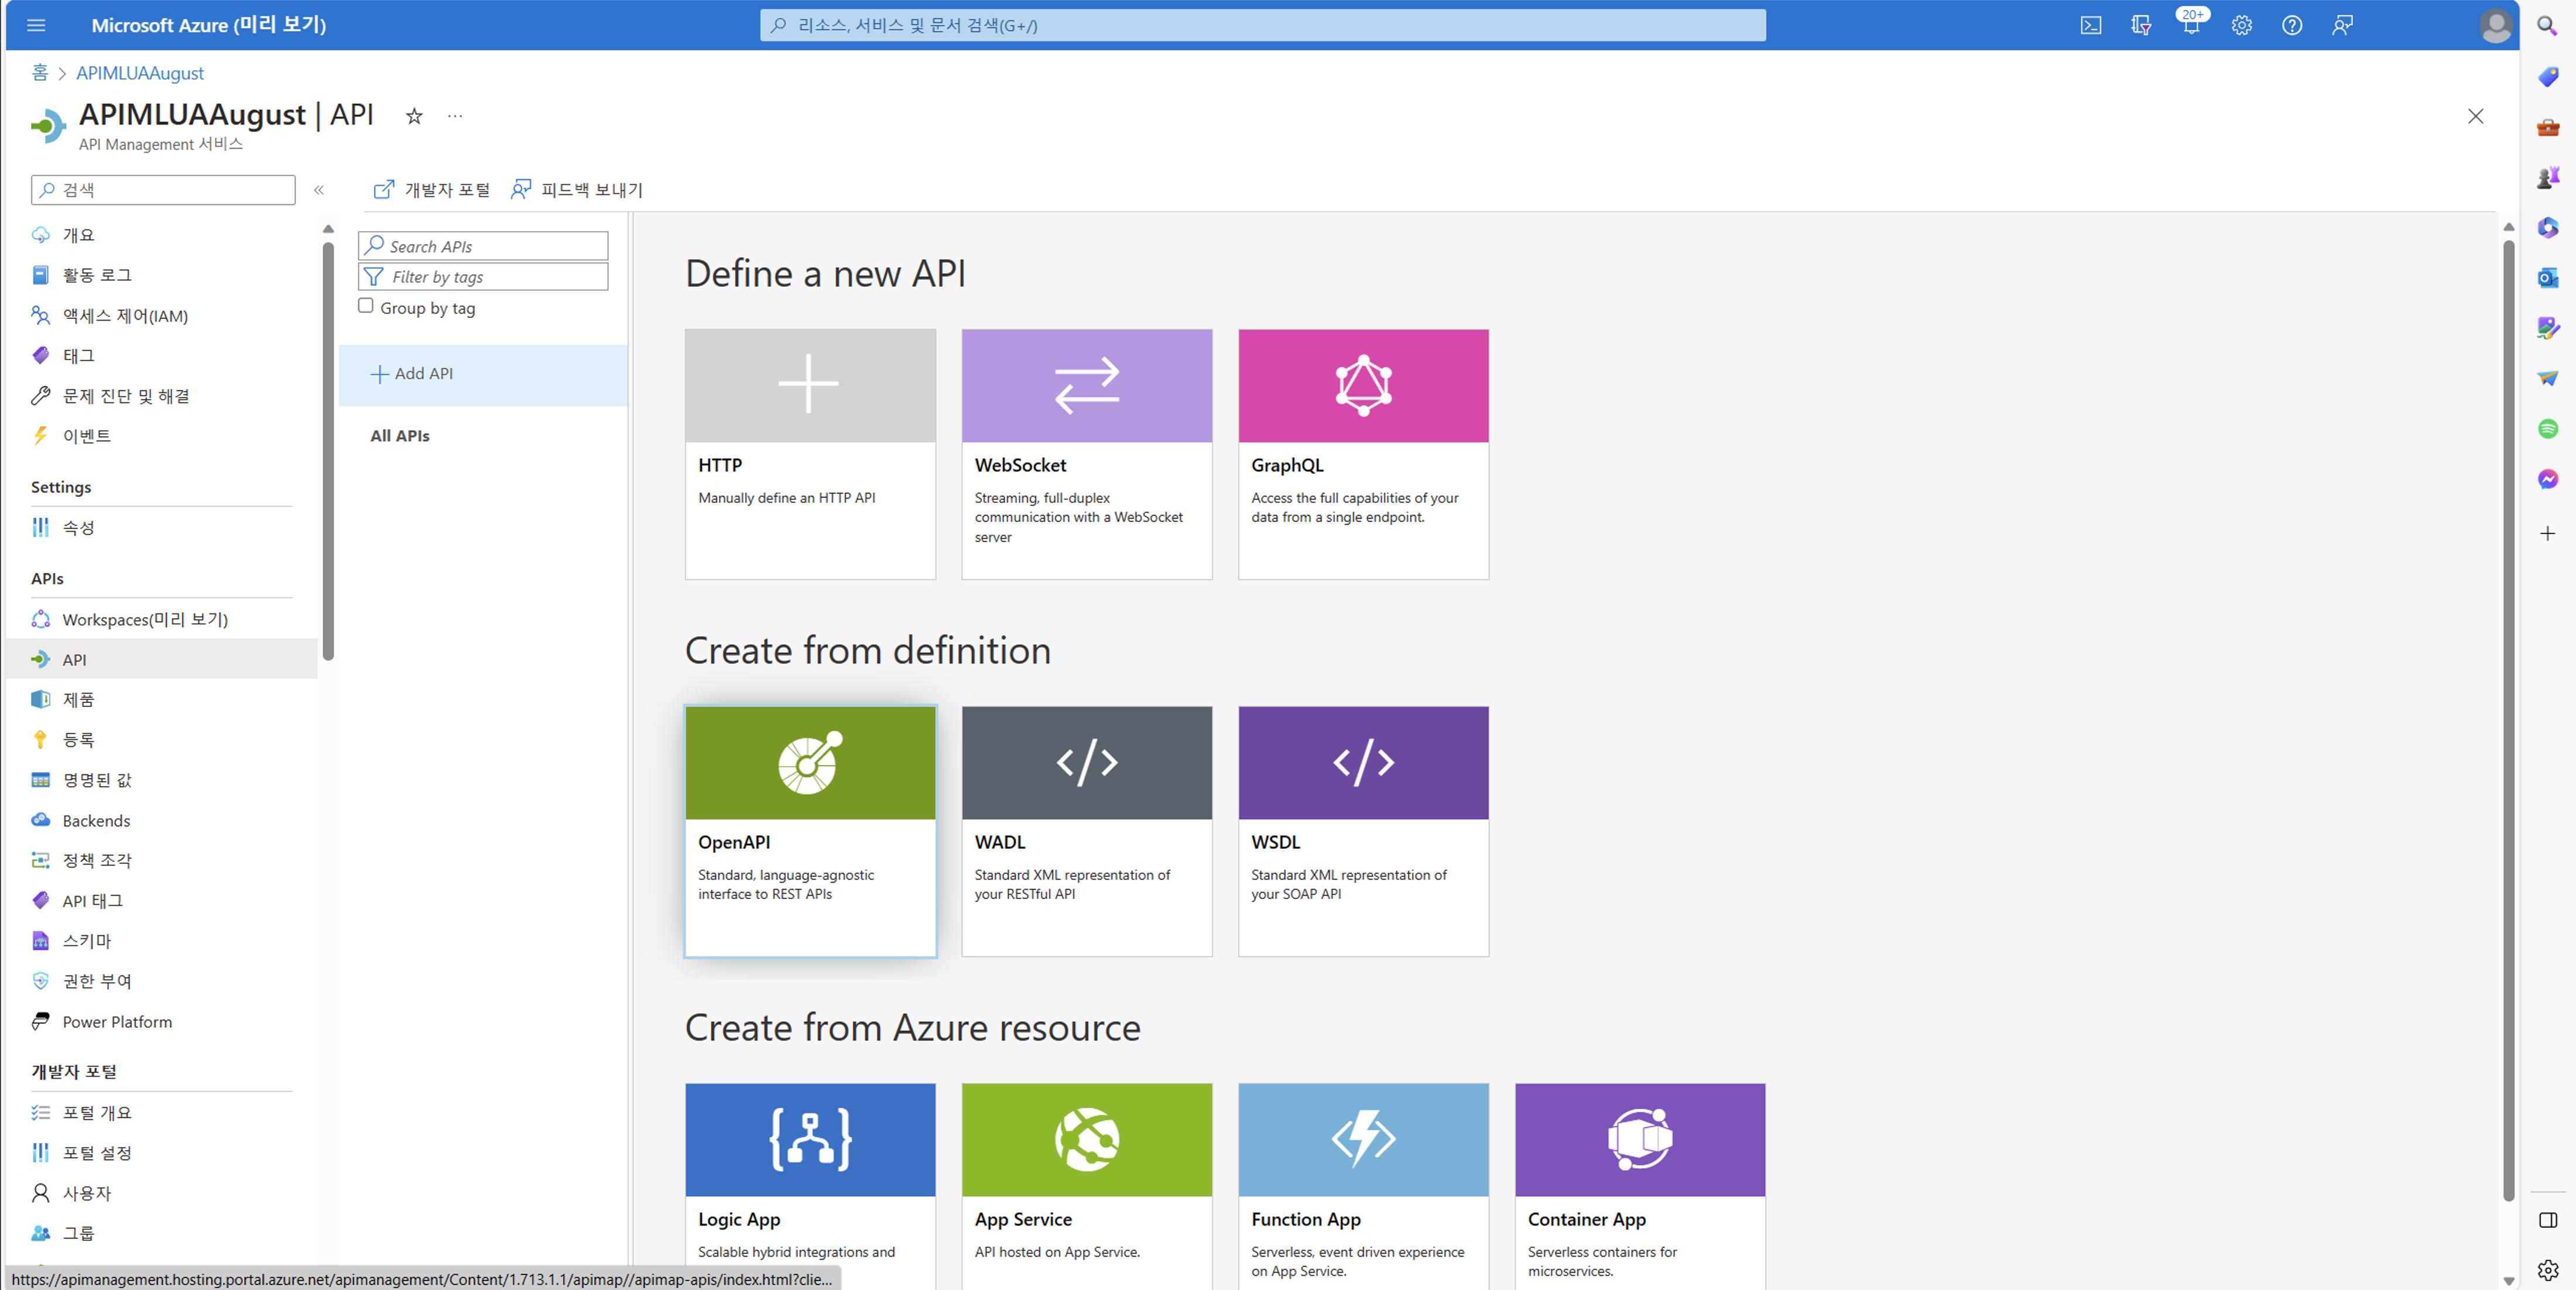 Microsoft Azure (미리 보기)
리소스, 서비스 및 문서 검색(G+/)
20+
홈 > APIMLUAAugust
APIMLUAAugust | API
API Management 서비스
검색
개요
활동 로그
액세스 제어(IAM)
태그
문제 진단 및 해결
이벤트
Settings
속성
APIs
Workspaces(미리 보기)
API
제품
등록
명명된 값
Backends
정책 조각
API 태그
스키마
권한 부여
Power Platform
개발자 포털
포털 개요
포털 설정
사용자
그룹
개발자 포털
피드백 보내기
Search APIs
Filter by tags
Group by tag
Add API
All APIs
Define a new API
HTTP
Manually define an HTTP API
WebSocket
Streaming, full-duplex
communication with a WebSocket
server
GraphQL
Access the full capabilities of your
data from a single endpoint.
Create from definition
OpenAPI
Standard, language-agnostic
interface to REST APIs
WADL
Standard XML representation of
your RESTful API
WSDL
Standard XML representation of
your SOAP API
Create from Azure resource
Logic App
Scalable hybrid integrations and
App Service
API hosted on App Service.
Function App
Serverless, event driven experience
on App Service.
Container App
Serverless containers for
microservices.
https://apimanagement.hosting.portal.azure.net/apimanagement/Content/1.713.1.1/apimap//apimap-apis/index.html?clie...